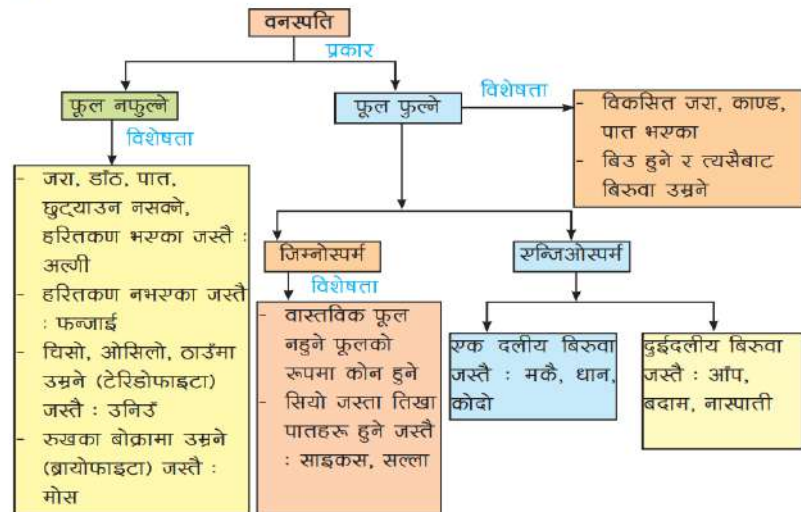 वनस्पति
प्रकार
फूल नफुल्ने
फूल फुल्ने
विशेषता
विशेषता
- विकसित जरा, काण्ड,
पात भएका
- बिउ हुने र त्यसैबाट
बिरुवा उम्रने
- जरा, डाँठ, पात,
छुट्याउन नसक्ने,
हरितकण भएका जस्तै :
अल्गी
- हरितकण नभएका जस्तै
: फन्जाई
- चिसो, ओसिलो, ठाउँमा
उम्रने (टेरिडोफाइटा)
जस्तै : उनिउँ
- रुखका बोक्रामा उम्रने
(ब्रायोफाइटा) जस्तै :
मोस
जिम्नोस्पर्म
एन्जिओस्पर्म
विशेषता
- वास्तविक फूल
नहुने फूलको
रूपमा कोन हुने
- सियो जस्ता तिखा
पातहरू हुने जस्तै
: साइकस, सल्ला
एक दलीय बिरुवा
जस्तै : मकै, धान,
कोदो
दुईदलीय बिरुवा
जस्तै : आँप,
बदाम, नास्पाती